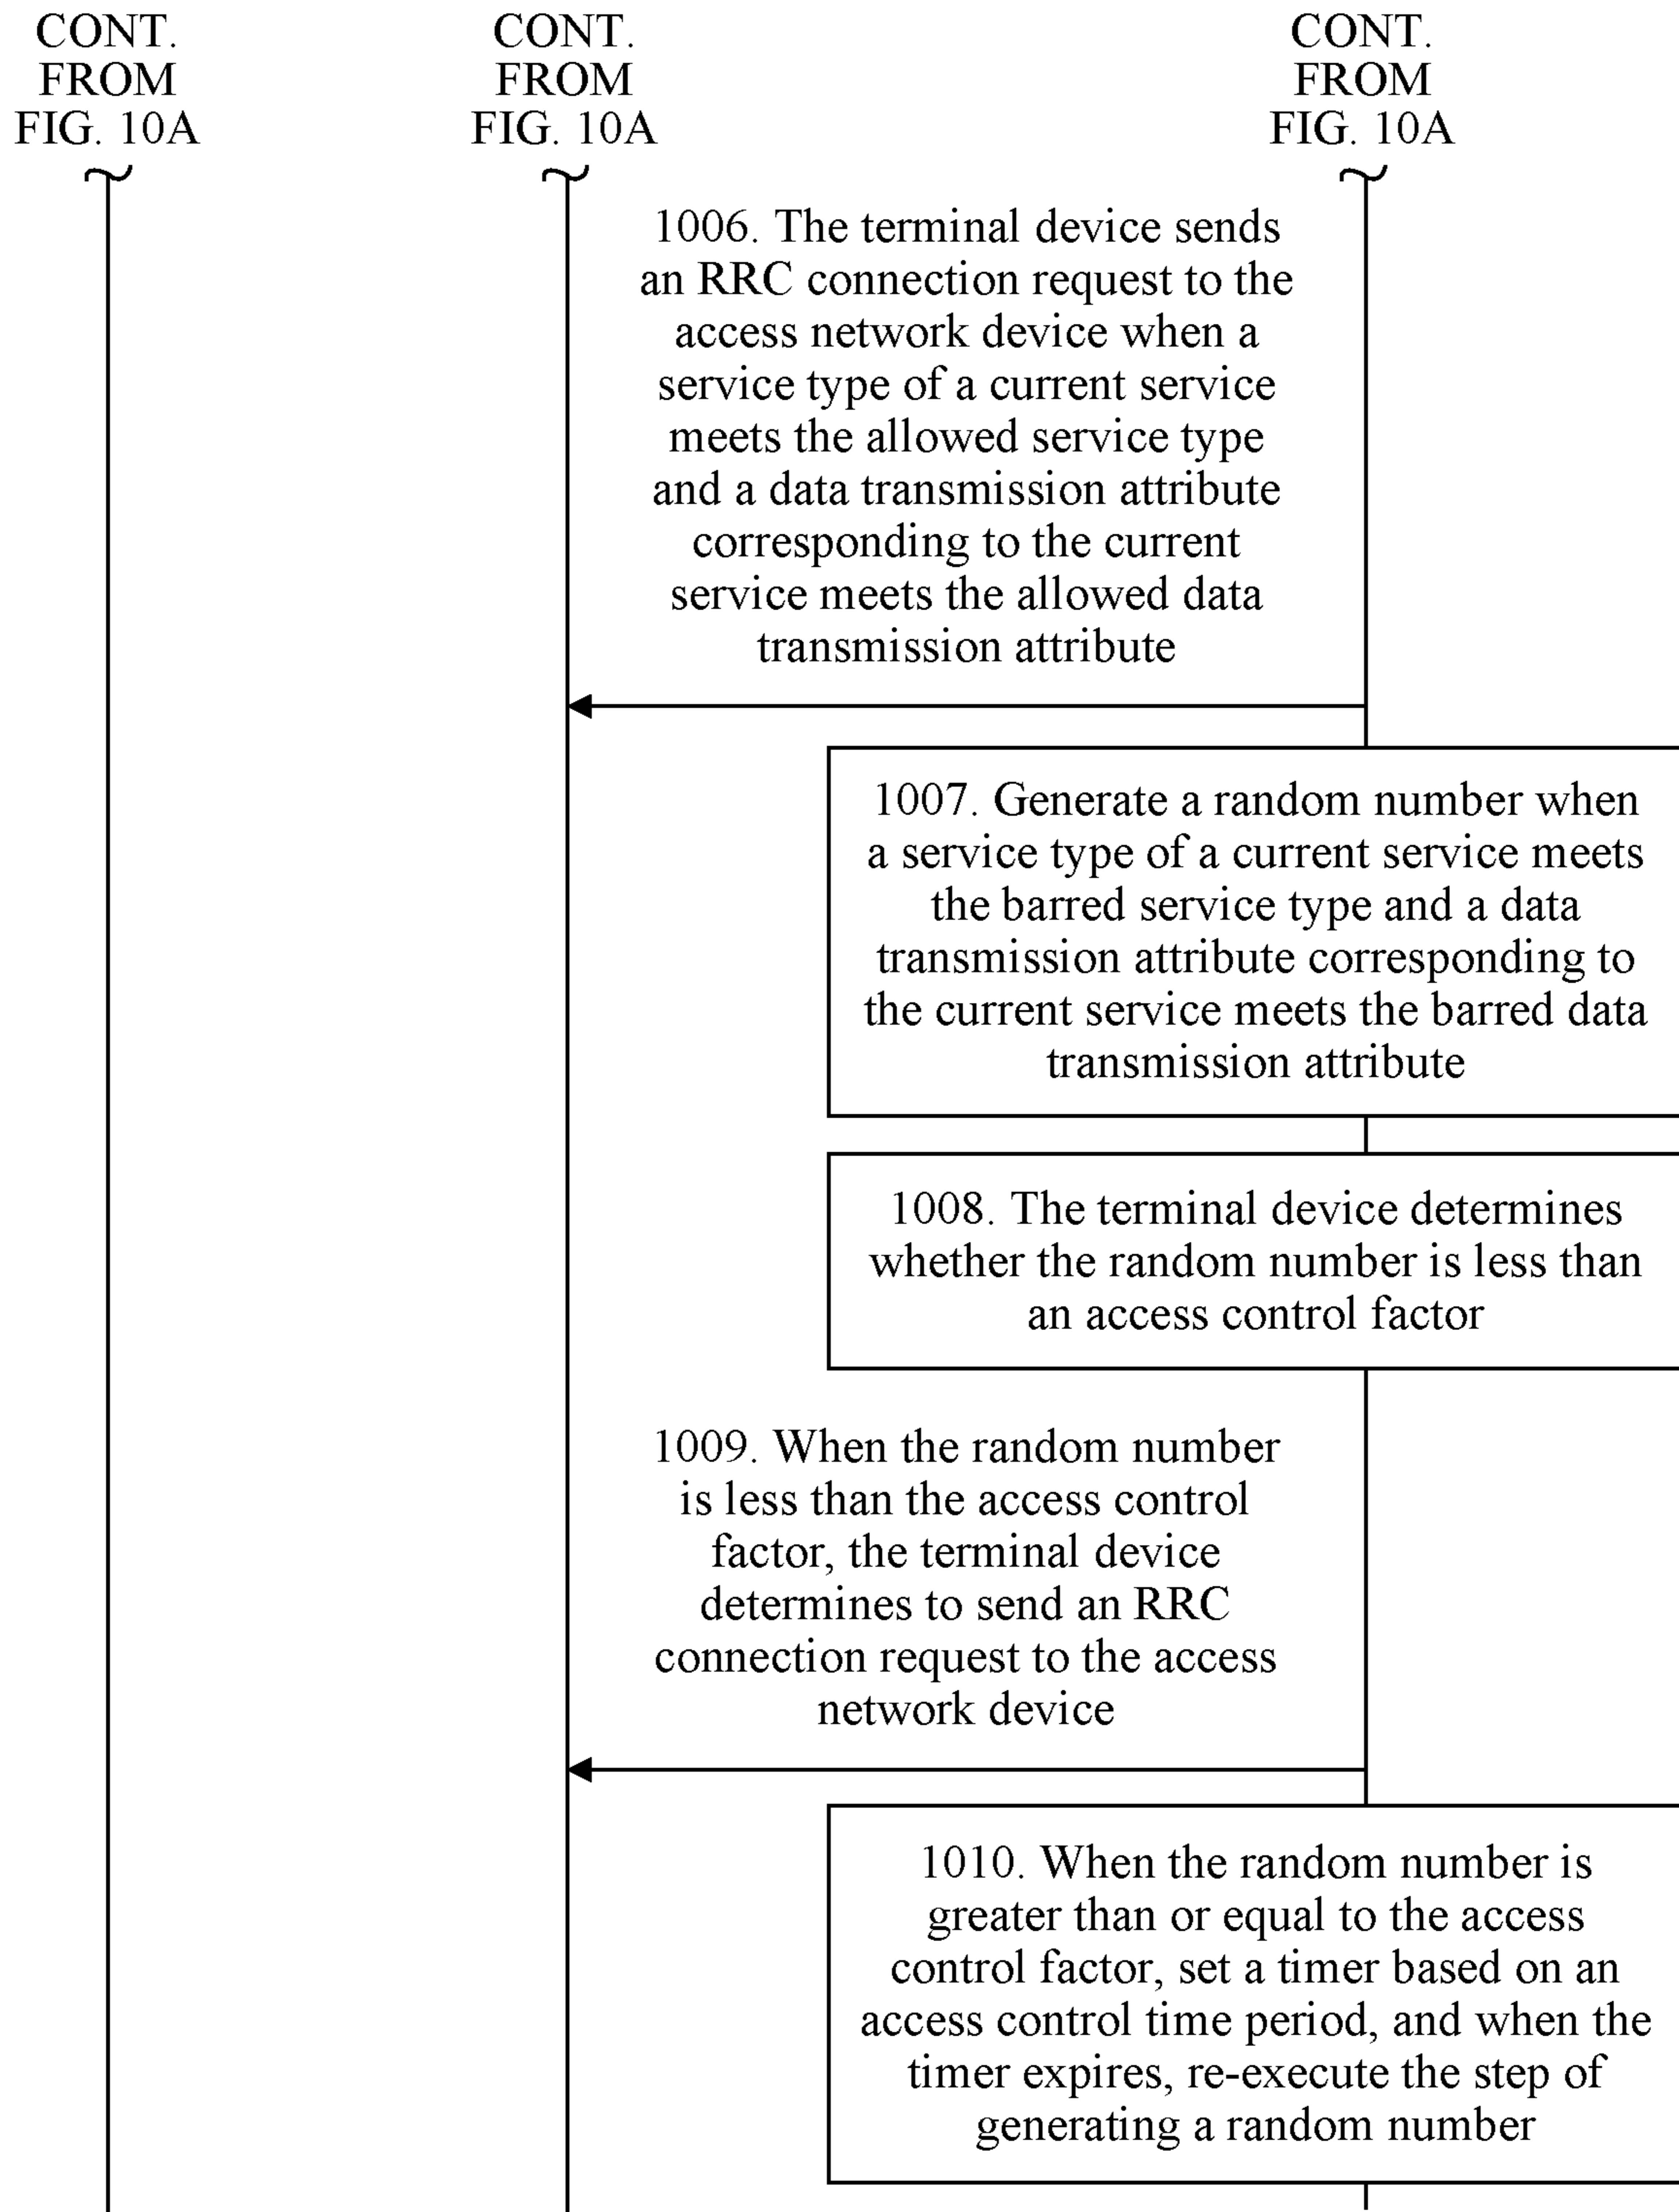 CONT.
FROM
FIG. 10A
CONT.
FROM
FIG. 10A
CONT.
FROM
FIG. 10A
1006. The terminal device sends
an RRC connection request to the
access network device when a
service type of a current service
meets the allowed service type
and a data transmission attribute
corresponding to the current
service meets the allowed data
transmission attribute
1007. Generate a random number when
a service type of a current service meets
the barred service type and a data
transmission attribute corresponding to
the current service meets the barred data
transmission attribute
1008. The terminal device determines
whether the random number is less than
an access control factor
1009. When the random number
is less than the access control
factor, the terminal device
determines to send an RRC
connection request to the access
network device
1010. When the random number is
greater than or equal to the access
control factor, set a timer based on an
access control time period, and when the
timer expires, re-execute the step of
generating a random number